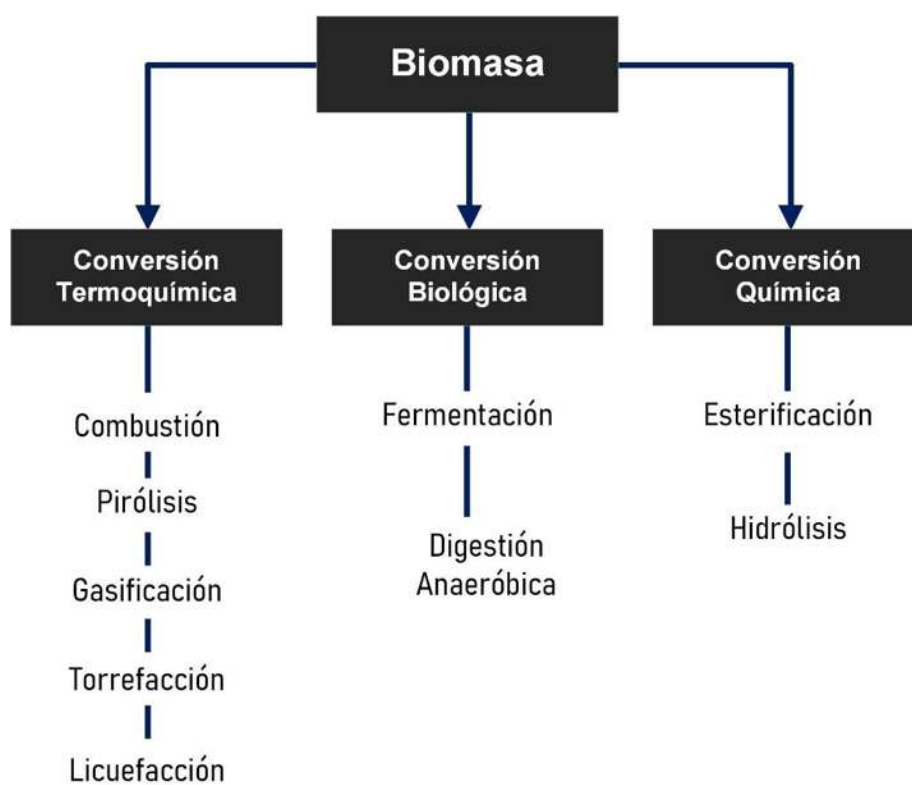 Biomasa
Conversión
Termoquímica
Conversión
Biológica
Conversión
Química
Combustión
Pirólisis
Gasificación
Torrefacción
Licuefacción
Fermentación
Digestión
Anaeróbica
Esterificación
Hidrólisis